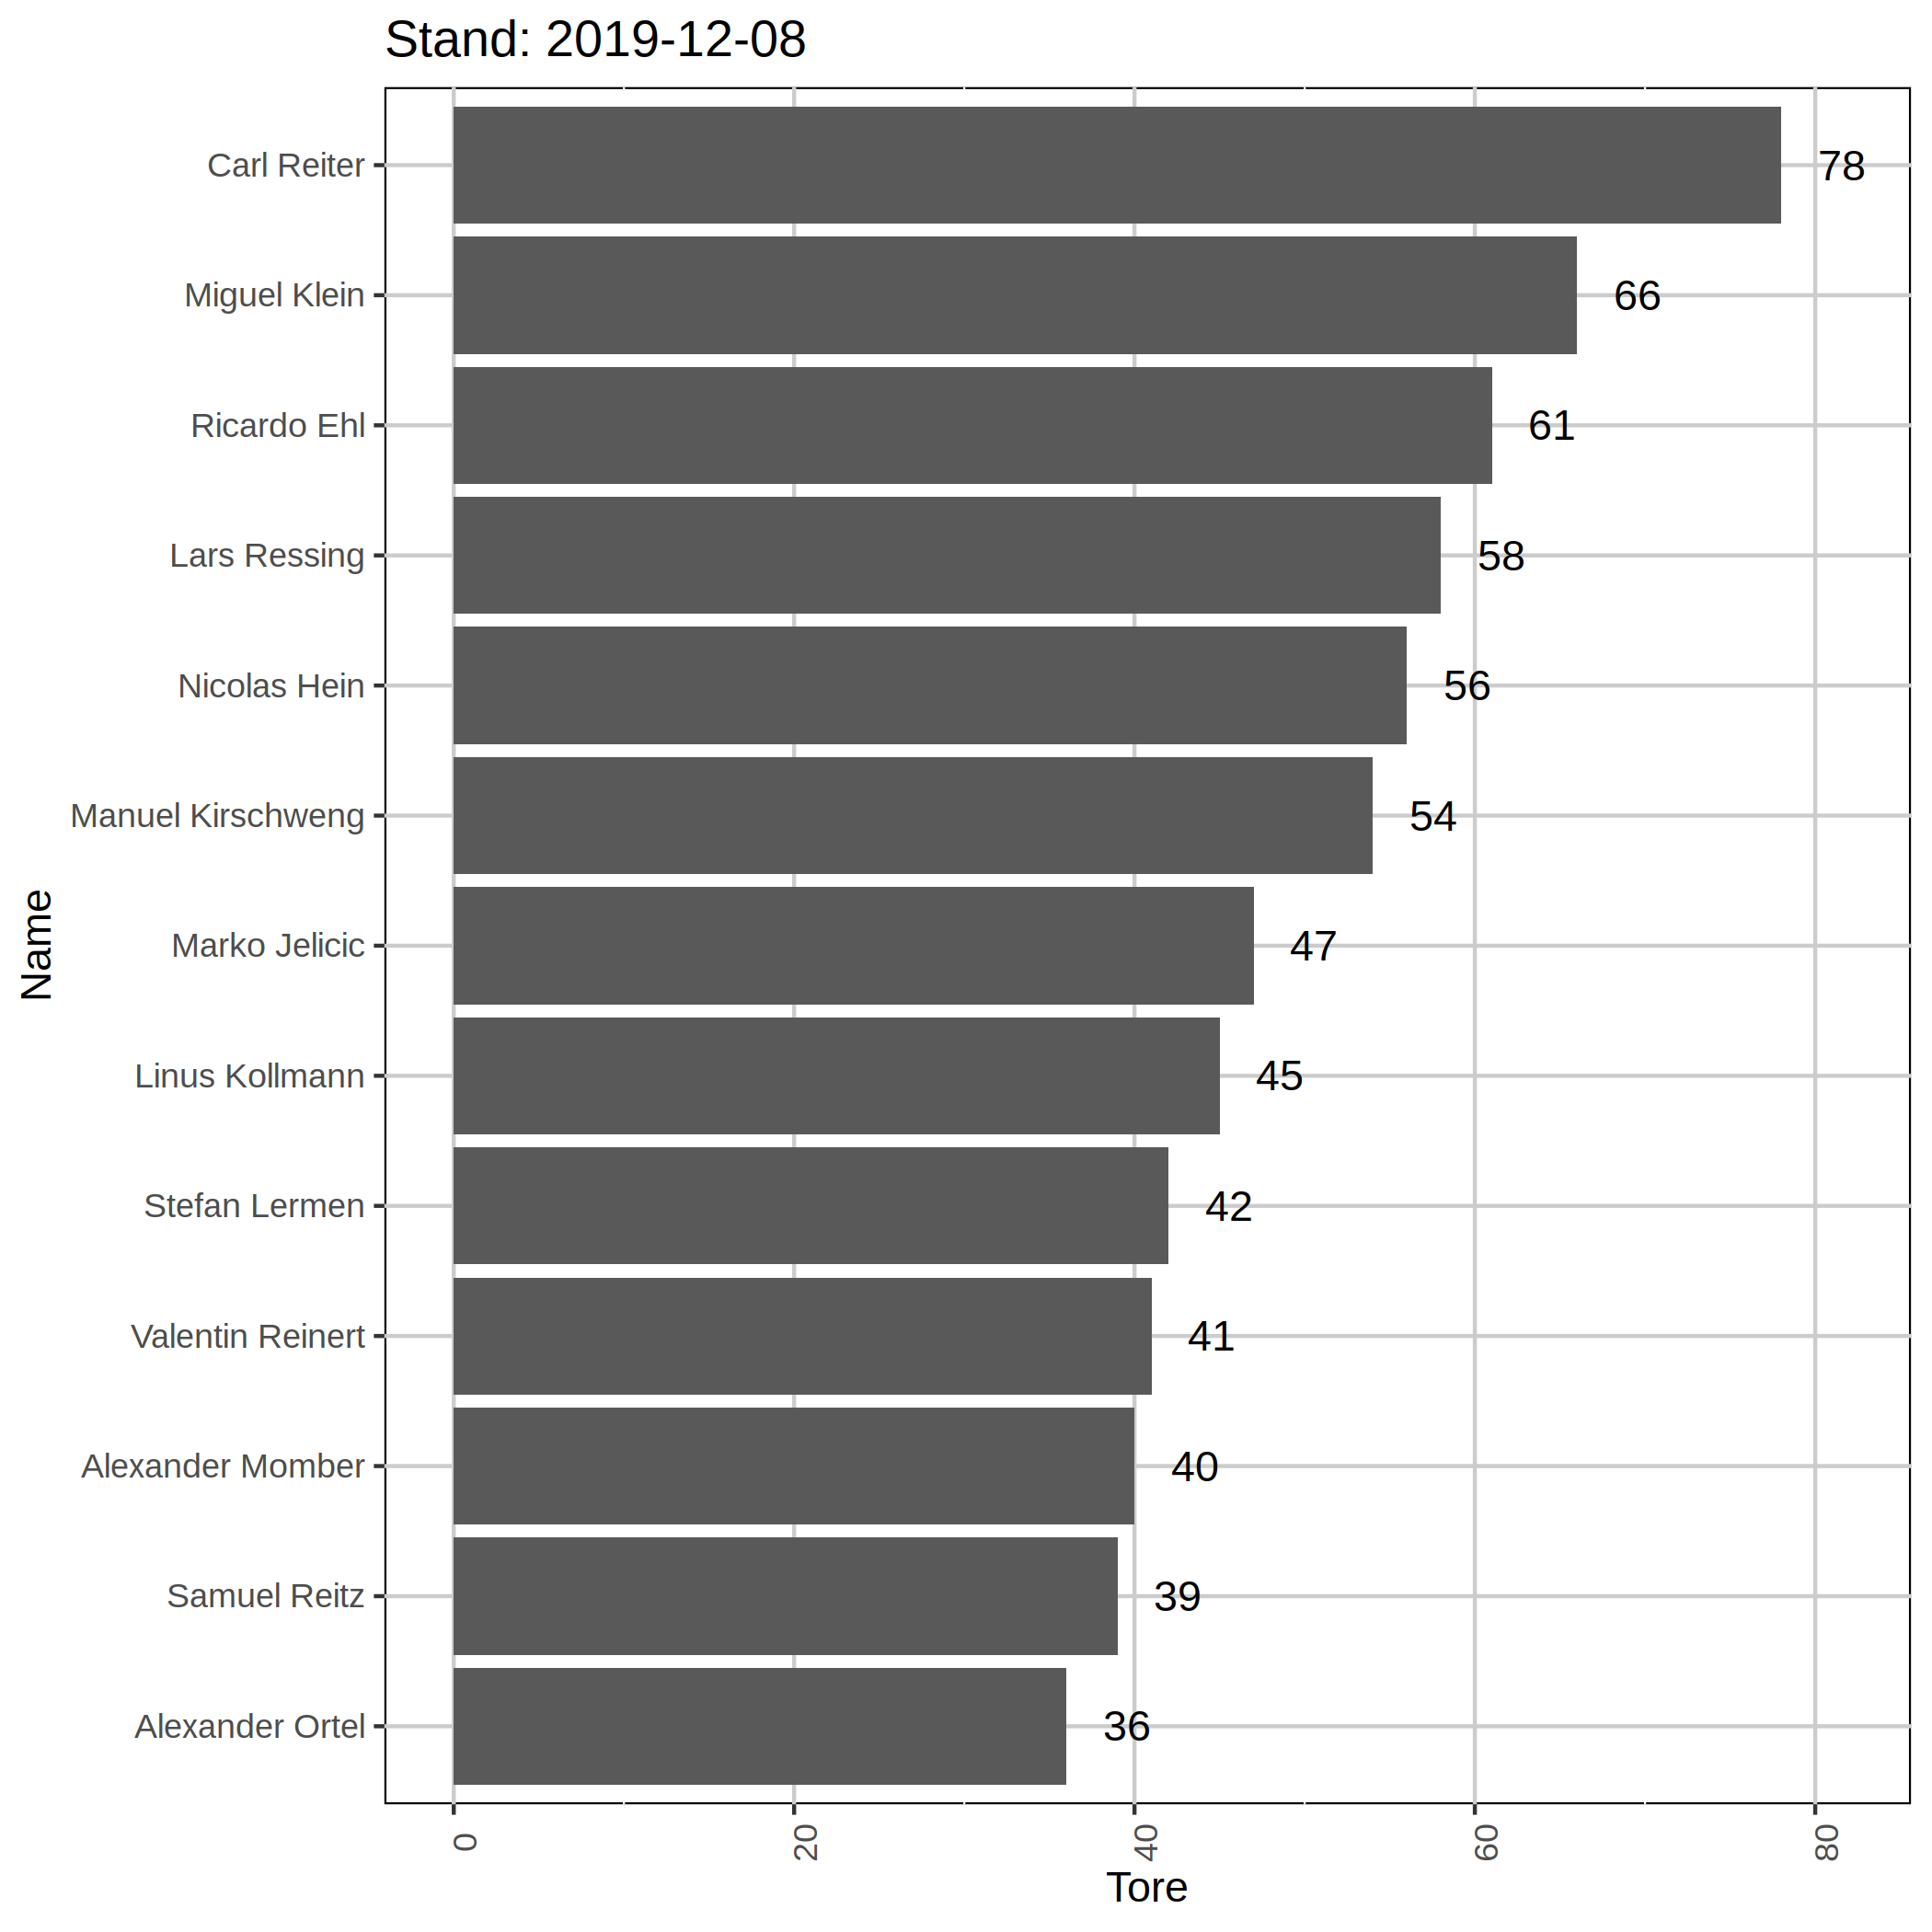 Stand: 2019-12-08
Name
Carl Reiter 78
Miguel Klein 66
Ricardo Ehl 61
Lars Ressing 58
Nicolas Hein 56
Manuel Kirschweng 54
Marko Jelicic 47
Linus Kollmann 45
Stefan Lermen 42
Valentin Reinert 41
Alexander Momber 40
Samuel Reitz 39
Alexander Ortel 36
0 20 40 60 80
Tore